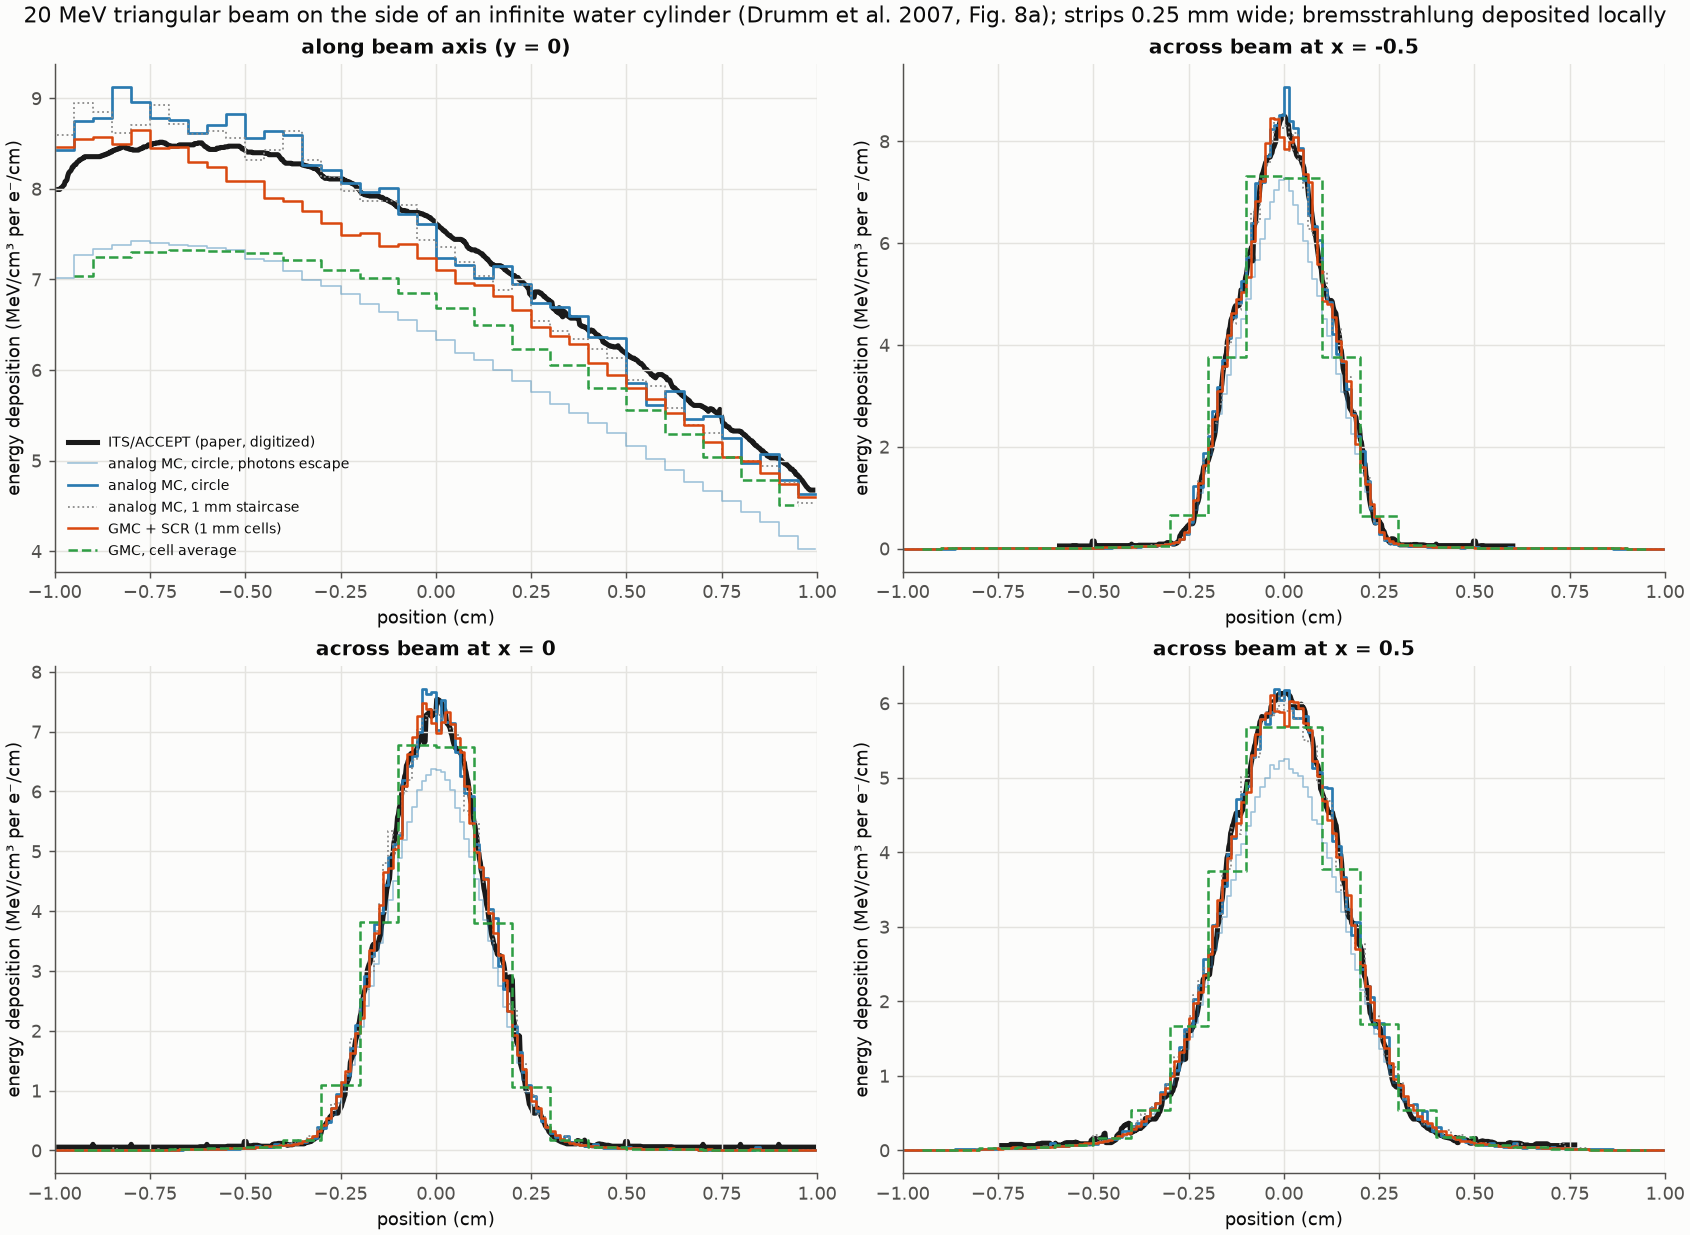 20 MeV triangular beam on the side of an infinite water cylinder (Drumm et al. 2007, Fig. 8a); strips 0.25 mm wide; bremsstrahlung deposited locally
along beam axis (y = 0)
energy deposition (MeV/cm³ per e⁻/cm)
9
8
7
6
5
4
ITS/ACCEPT (paper, digitized)
analog MC, circle, photons escape
analog MC, circle
analog MC, 1 mm staircase
GMC + SCR (1 mm cells)
GMC, cell average
−1.00 −0.75 −0.50 −0.25 0.00 0.25 0.50 0.75 1.00
position (cm)
across beam at x = -0.5
energy deposition (MeV/cm³ per e⁻/cm)
8
6
4
2
0
−1.00 −0.75 −0.50 −0.25 0.00 0.25 0.50 0.75 1.00
position (cm)
across beam at x = 0
energy deposition (MeV/cm³ per e⁻/cm)
8
7
6
5
4
3
2
1
0
−1.00 −0.75 −0.50 −0.25 0.00 0.25 0.50 0.75 1.00
position (cm)
across beam at x = 0.5
energy deposition (MeV/cm³ per e⁻/cm)
6
5
4
3
2
1
0
−1.00 −0.75 −0.50 −0.25 0.00 0.25 0.50 0.75 1.00
position (cm)